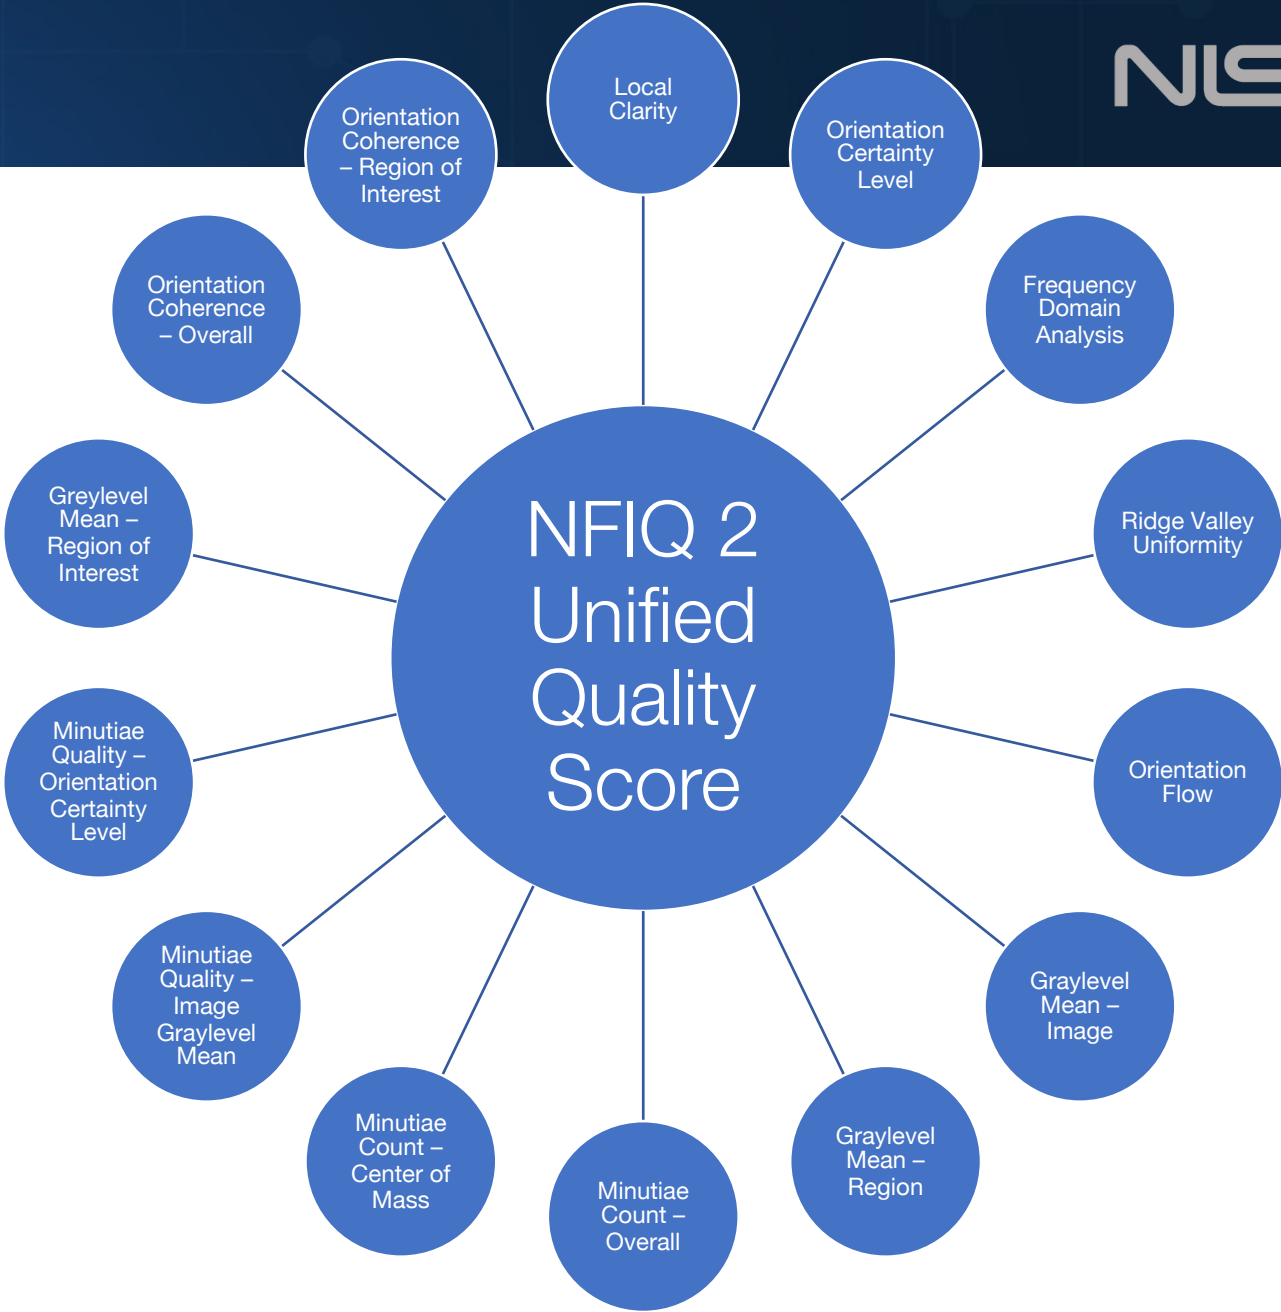 NIS
Local
Clarity
Orientation
Certainty
Level
Frequency
Domain
Analysis
Ridge Valley
Uniformity
Orientation
Flow
Graylevel
Mean –
Image
Graylevel
Mean –
Region
Minutiae
Count –
Overall
Minutiae
Count –
Center of
Mass
Minutiae
Quality –
Image
Graylevel
Mean
Minutiae
Quality –
Orientation
Certainty
Level
Greylevel
Mean –
Region of
Interest
Orientation
Coherence
– Overall
Orientation
Coherence
– Region of
Interest
NFIQ 2
Unified
Quality
Score